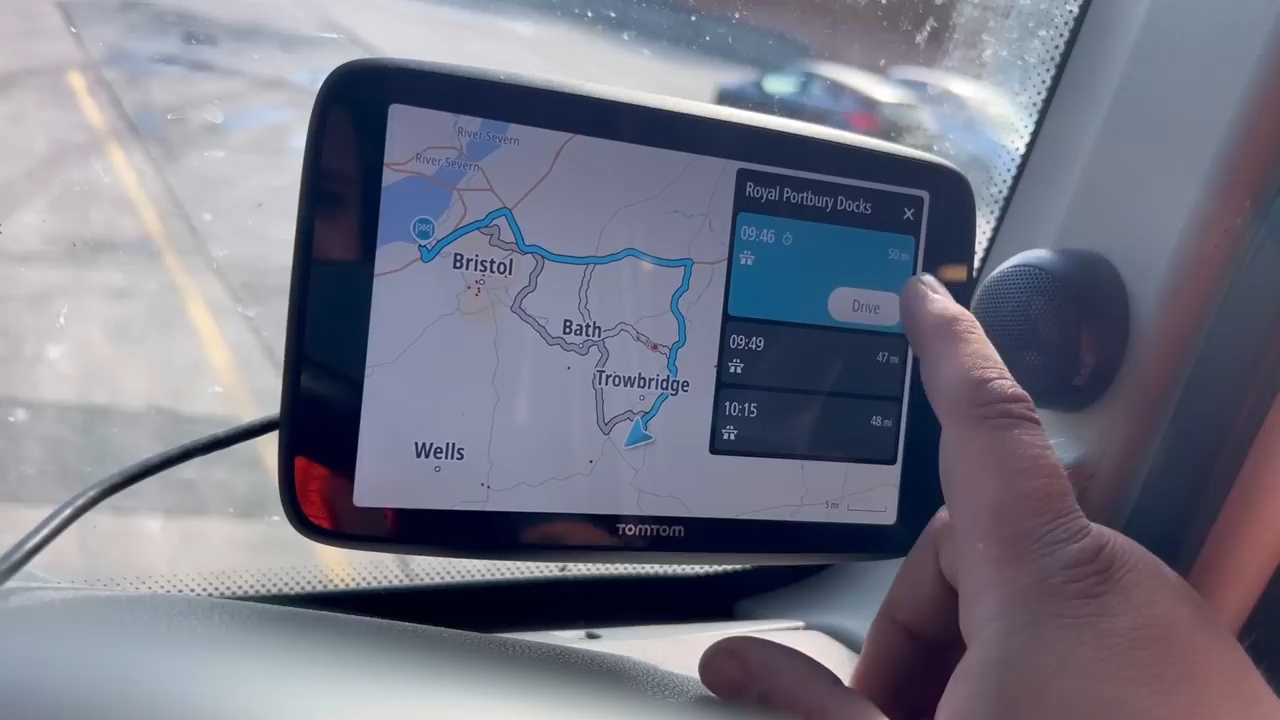 River Severn
River Severn
Bristol
Bath
Trowbridge
Wells
5 mi
Royal Portbury Docks
09:46
50 mi
Drive
09:49
47 mi
10:15
48 mi
TOMTOM